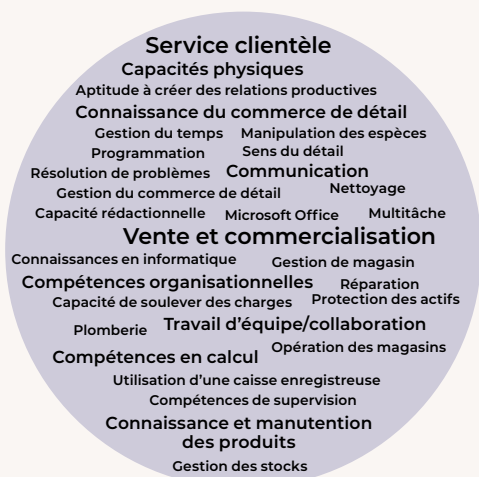 Service clientèle
Capacités physiques
Aptitude à créer des relations productives
Connaissance du commerce de détail
Gestion du temps Manipulation des espèces
Programmation Sens du détail
Résolution de problèmes Communication
Gestion du commerce de détail Nettoyage
Capacité rédactionnelle Microsoft Office Multitâche
Vente et commercialisation
Connaissances en informatique Gestion de magasin
Compétences organisationnelles Réparation
Capacité de soulever des charges Protection des actifs
Plomberie Travail d'équipe/collaboration
Compétences en calcul Opération des magasins
Utilisation d'une caisse enregistreuse
Compétences de supervision
Connaissance et manutention
des produits
Gestion des stocks